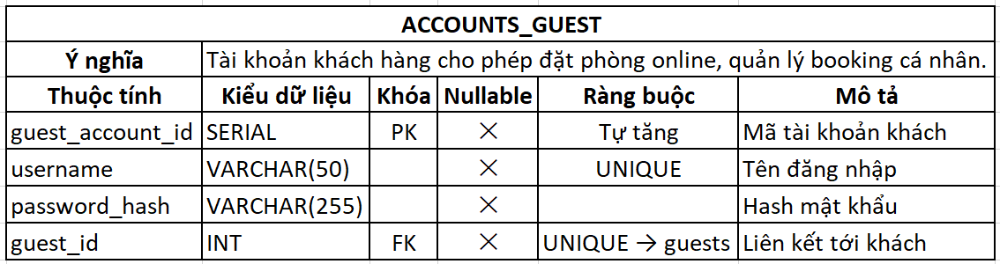 ACCOUNTS_GUEST
Ý nghĩa Tài khoản khách hàng cho phép đặt phòng online, quản lý booking cá nhân.
Thuộc tính Kiểu dữ liệu Khóa Nullable Ràng buộc Mô tả
guest_account_id SERIAL PK × Tự tăng Mã tài khoản khách
username VARCHAR(50) × UNIQUE Tên đăng nhập
password_hash VARCHAR(255) × Hash mật khẩu
guest_id INT FK × UNIQUE → guests Liên kết tới khách